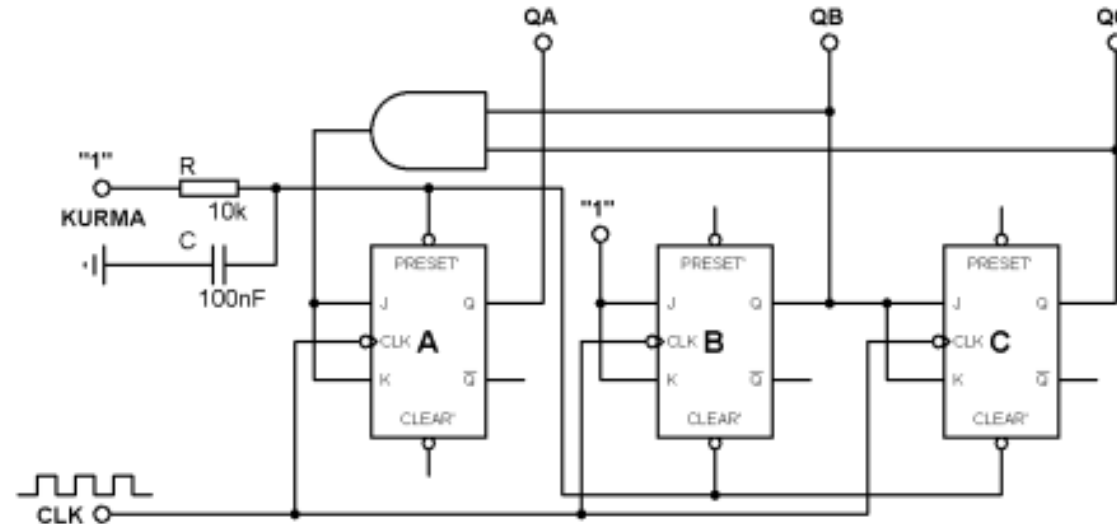 QA
QB
"1"
R
10k
KURMA
C
100nF
"1"
PRESET'
J
Q
CLK
A
K
Q̅
CLEAR'
PRESET'
J
Q
CLK
B
K
Q̅
CLEAR'
PRESET'
J
Q
CLK
C
K
Q̅
CLEAR'
CLK